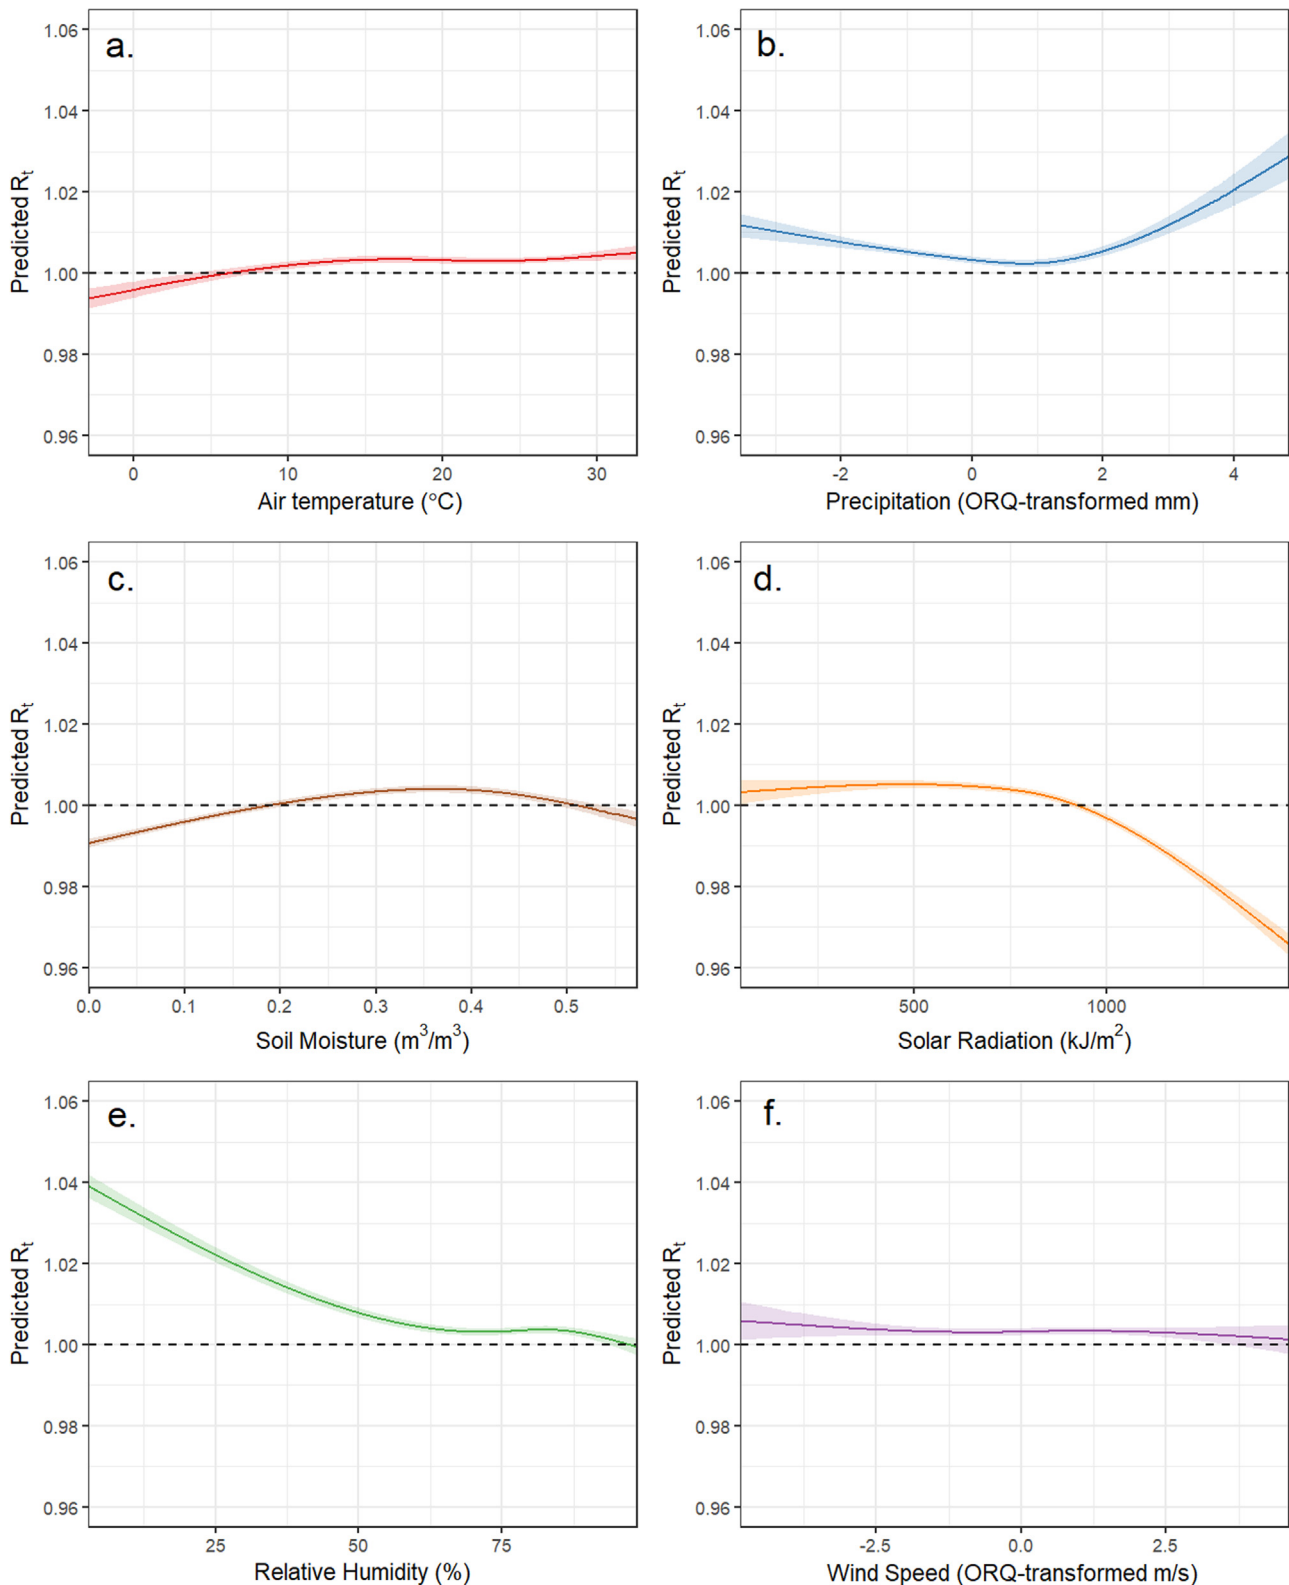 a.
1.06
1.04
1.02
1.00
0.98
0.96
Predicted Rₜ
0 10 20 30
Air temperature (°C)
b.
1.06
1.04
1.02
1.00
0.98
0.96
Predicted Rₜ
-2 0 2 4
Precipitation (ORQ-transformed mm)
c.
1.06
1.04
1.02
1.00
0.98
0.96
Predicted Rₜ
0.0 0.1 0.2 0.3 0.4 0.5
Soil Moisture (m³/m³)
d.
1.06
1.04
1.02
1.00
0.98
0.96
Predicted Rₜ
500 1000
Solar Radiation (kJ/m²)
e.
1.06
1.04
1.02
1.00
0.98
0.96
Predicted Rₜ
25 50 75
Relative Humidity (%)
f.
1.06
1.04
1.02
1.00
0.98
0.96
Predicted Rₜ
-2.5 0.0 2.5
Wind Speed (ORQ-transformed m/s)